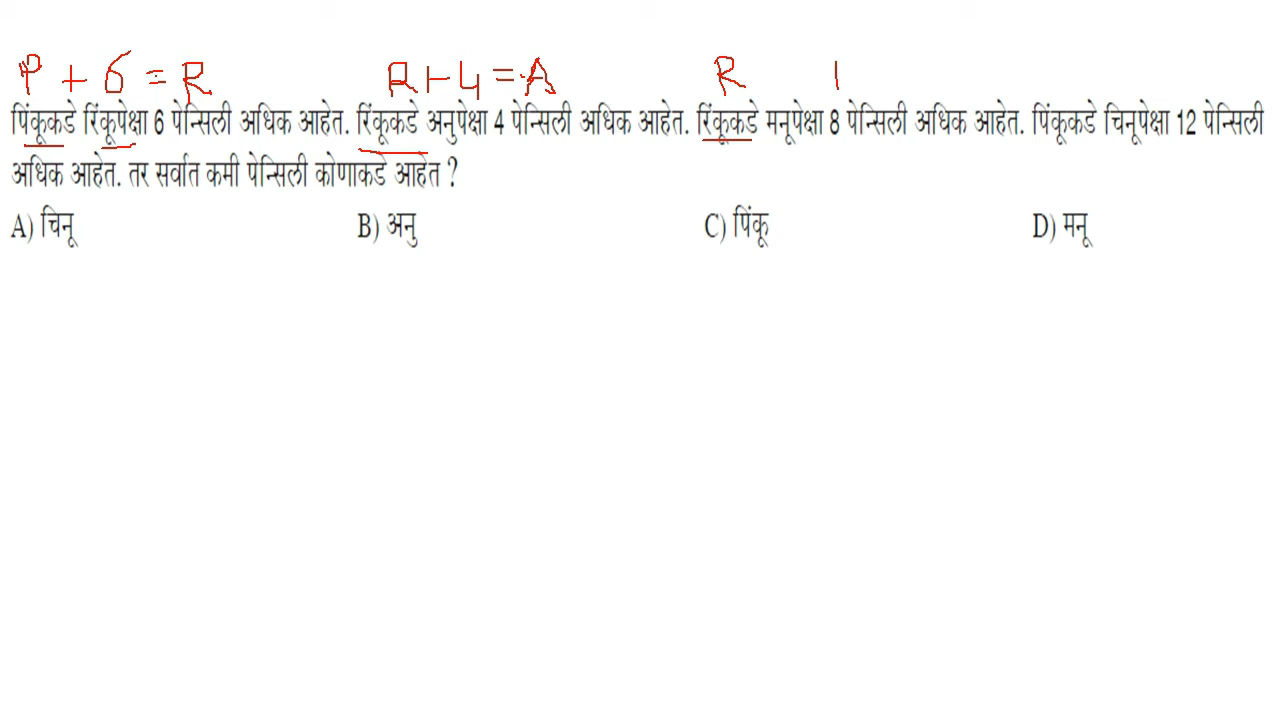 P + 6 = R R + 4 = A R 1
पिंकूकडे रिंकूपेक्षा 6 पेन्सिली अधिक आहेत. रिंकूकडे अनुपेक्षा 4 पेन्सिली अधिक आहेत. रिंकूकडे मनूपेक्षा 8 पेन्सिली अधिक आहेत. पिंकूकडे चिनूपेक्षा 12 पेन्सिली
अधिक आहेत. तर सर्वात कमी पेन्सिली कोणाकडे आहेत ?
A) चिनू B) अनु C) पिंकू D) मनू